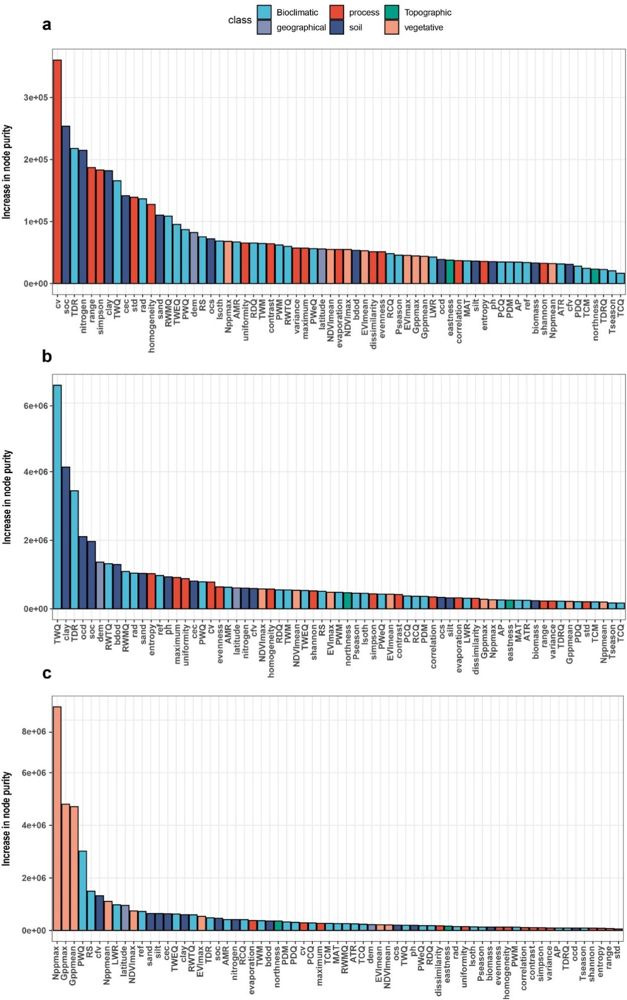 a
class
Bioclimatic process Topographic
geographical soil vegetative
Increase in node purity
3e+05
2e+05
1e+05
0e+00
cv soc TDR nitrogen range simpson clay TWQ cec std rad homogeneity sand RWMQ TWEQ PWQ dem RS ocs Isoth Nppmax AMR uniformity RDQ TWM contrast PWM RWTQ variance maximum PWeQ latitude NDVImean evaporation NDVImax bdod EVImean dissimilarity evenness RCQ Pseason EVImax Gppmax Gppmean LWR ocd eastness correlation MAT silt entropy ph PCQ PDM AP ref biomass shannon Nppmean ATR cfv PDQ TCM northness TDRQ Tseason TCQ
b
Increase in node purity
6e+06
4e+06
2e+06
0e+00
TWQ clay TDR ocd soc dem RWTQ bdod RWMQ rad sand entropy ref ph maximum uniformity cec PWQ cv evenness AMR latitude nitrogen cfv NDVImax homogeneity RDQ TWM NDVImean TWEQ shannon RS EVImax PWM northness Pseason Isoth simpson PWeQ EVImean contrast PCQ RCQ PDM correlation ocs silt evaporation LWR dissimilarity Gppmax Nppmax AP eastness MAT ATR biomass range variance TDRQ Gppmean PDQ std TCM Nppmean Tseason TCQ
c
Increase in node purity
8e+06
6e+06
4e+06
2e+06
0e+00
Nppmax Gppmax Gppmean PWQ RS cfv Nppmean LWR latitude NDVImax ref sand silt cec TWEQ clay RWTQ EVImax TDR soc AMR nitrogen RCQ evaporation TWM bdod northness PDM PDQ cv PCQ maximum TCM MAT RWMQ ATR TCQ dem EVImean NDVImean ocs TWQ ph PWeQ RDQ dissimilarity eastness rad uniformity Isoth Pseason biomass evenness homogeneity PWM correlation contrast simpson variance AP TDRQ ocd Tseason shannon entropy range std